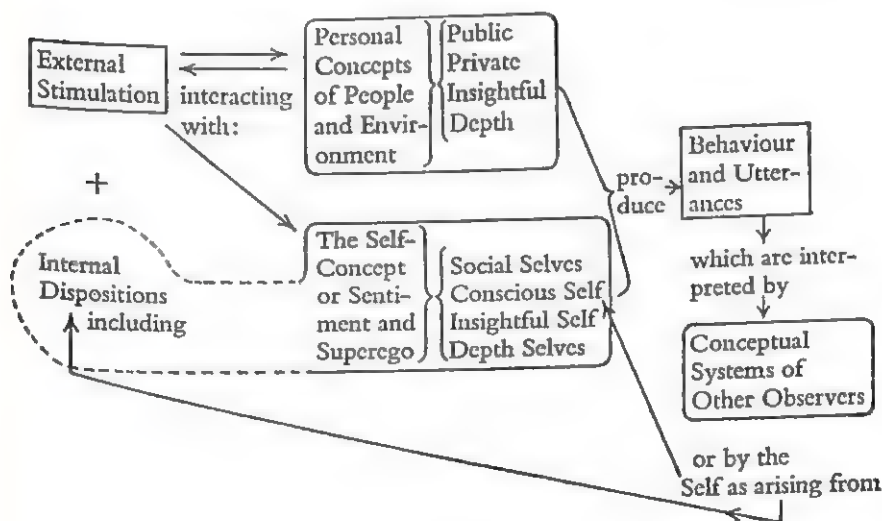 External
Stimulation
interacting
with:
Personal
Concepts
of People
and Envir-
onment
Public
Private
Insightful
Depth
+
Internal
Dispositions
including
The Self-
Concept
or Senti-
ment and
Superego
Social Selves
Conscious Self
Insightful Self
Depth Selves
pro-
duce
Behaviour
and Utter-
ances
which are inter-
preted by
Conceptual
Systems of
Other Observers
or by the
Self as arising from